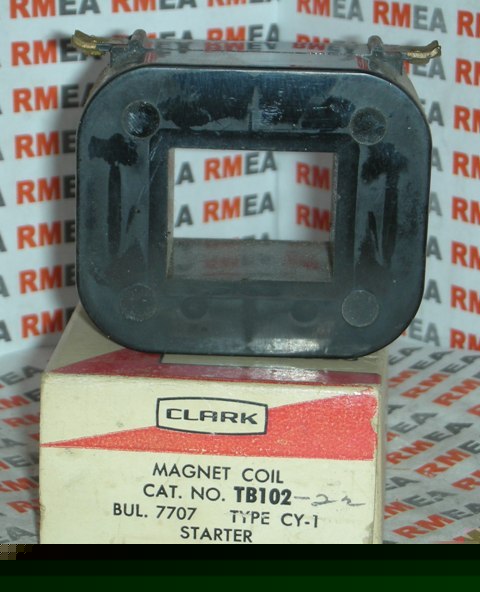 CLARK
MAGNET COIL
CAT. NO. TB102-22
BUL. 7707 TYPE CY-1
STARTER
RMEA